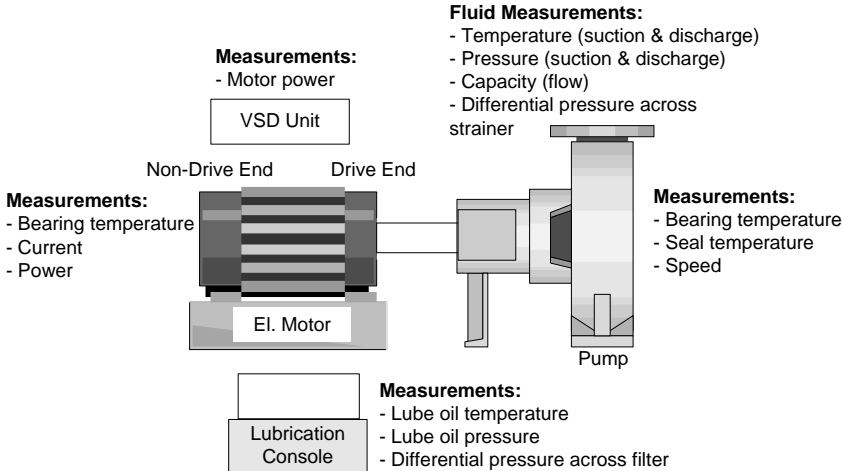 Fluid Measurements:
- Temperature (suction & discharge)
- Pressure (suction & discharge)
- Capacity (flow)
- Differential pressure across
strainer
Measurements:
- Motor power
VSD Unit
Non-Drive End
Drive End
Measurements:
- Bearing temperature
- Current
- Power
Measurements:
- Bearing temperature
- Seal temperature
- Speed
El. Motor
Pump
Lubrication
Console
Measurements:
- Lube oil temperature
- Lube oil pressure
- Differential pressure across filter